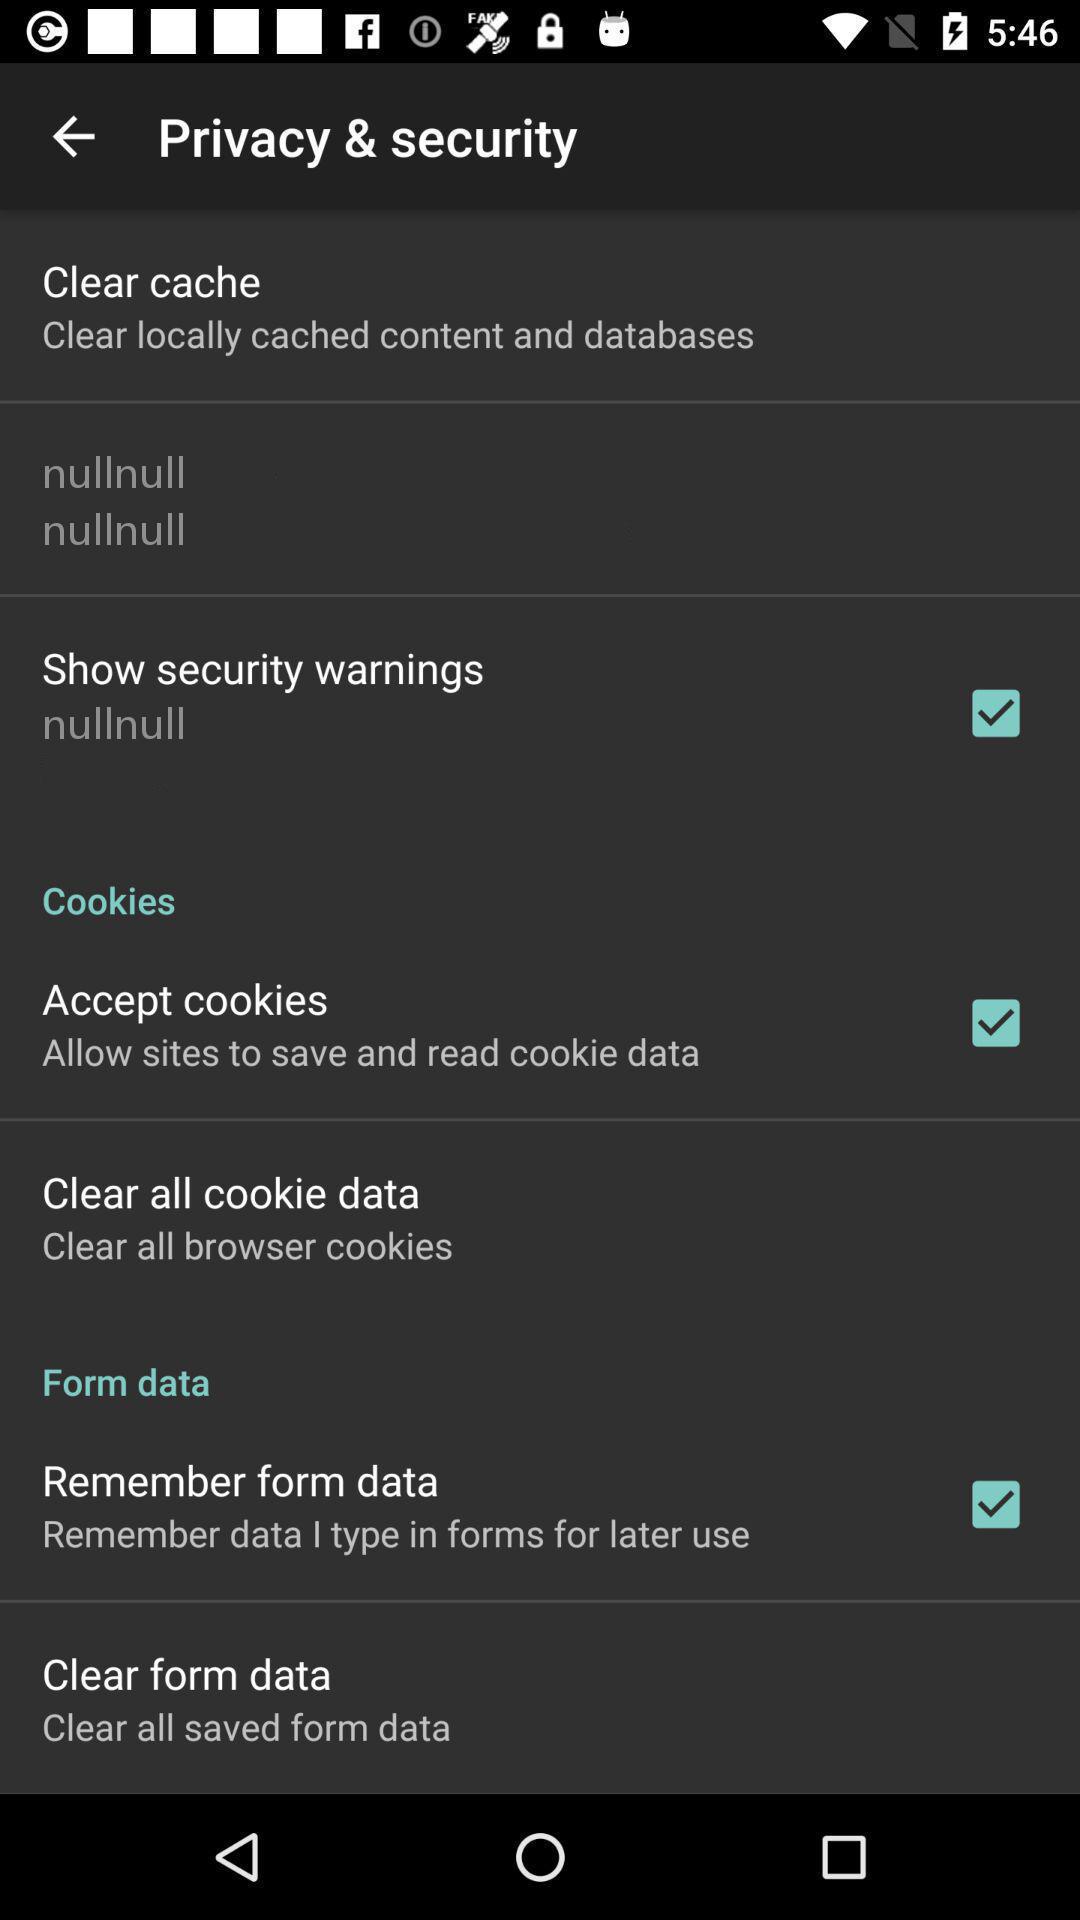 FAKE
5:46
Privacy & security
Clear cache
Clear locally cached content and databases
nullnull
nullnull
Show security warnings
nullnull
Cookies
Accept cookies
Allow sites to save and read cookie data
Clear all cookie data
Clear all browser cookies
Form data
Remember form data
Remember data I type in forms for later use
Clear form data
Clear all saved form data